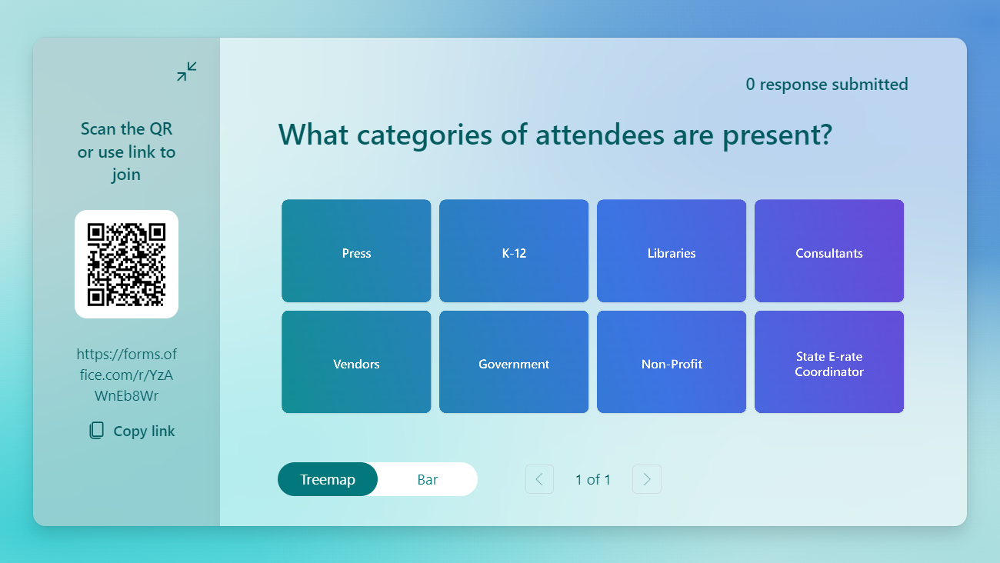 Scan the QR
or use link to
join
https://forms.of
fice.com/r/YzA
WnEb8Wr
Copy link
0 response submitted
What categories of attendees are present?
Press
K-12
Libraries
Consultants
Vendors
Government
Non-Profit
State E-rate
Coordinator
Treemap
Bar
1 of 1